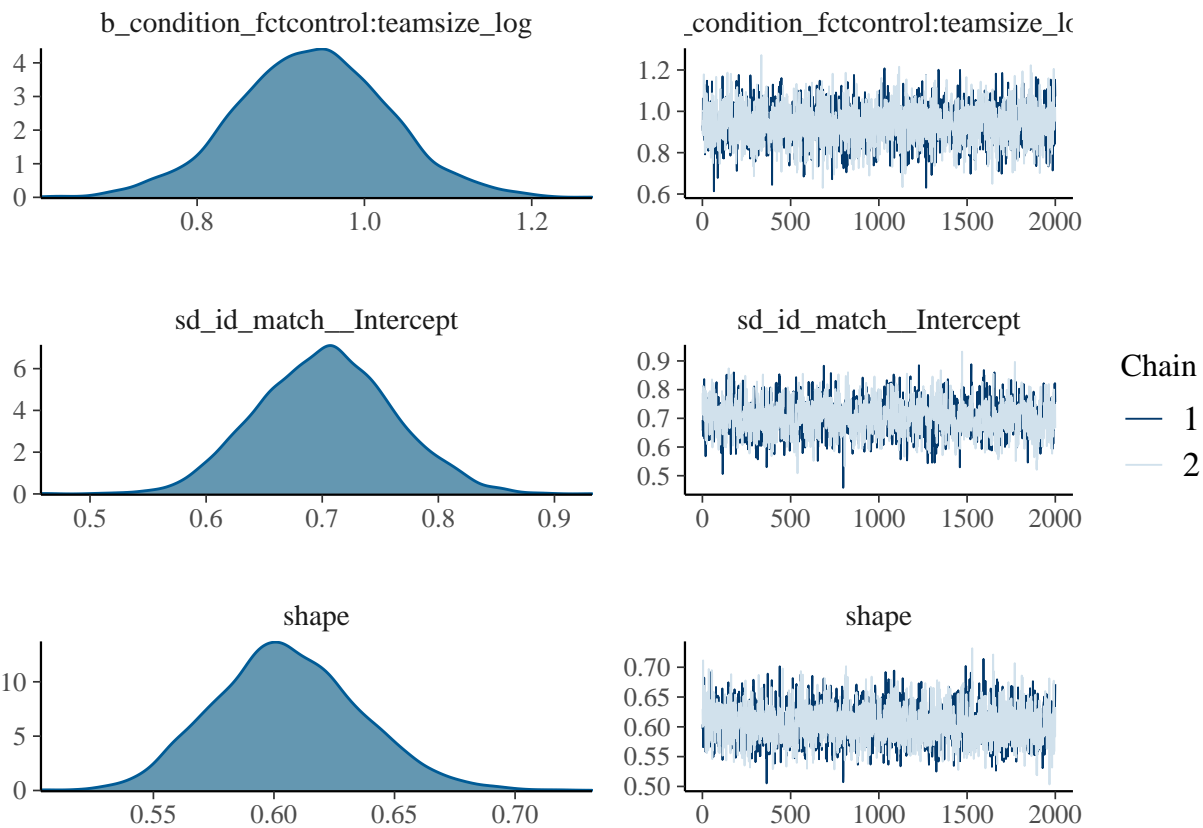 b_condition_fctcontrol:teamsize_log
4
3
2
1
0
0.8 1.0 1.2
_condition_fctcontrol:teamsize_lo
1.2
1.0
0.8
0.6
0 500 1000 1500 2000
sd_id_match__Intercept
6
4
2
0
0.5 0.6 0.7 0.8 0.9
sd_id_match__Intercept
0.9
0.8
0.7
0.6
0.5
0 500 1000 1500 2000
Chain
1
2
shape
10
5
0
0.55 0.60 0.65 0.70
shape
0.70
0.65
0.60
0.55
0.50
0 500 1000 1500 2000